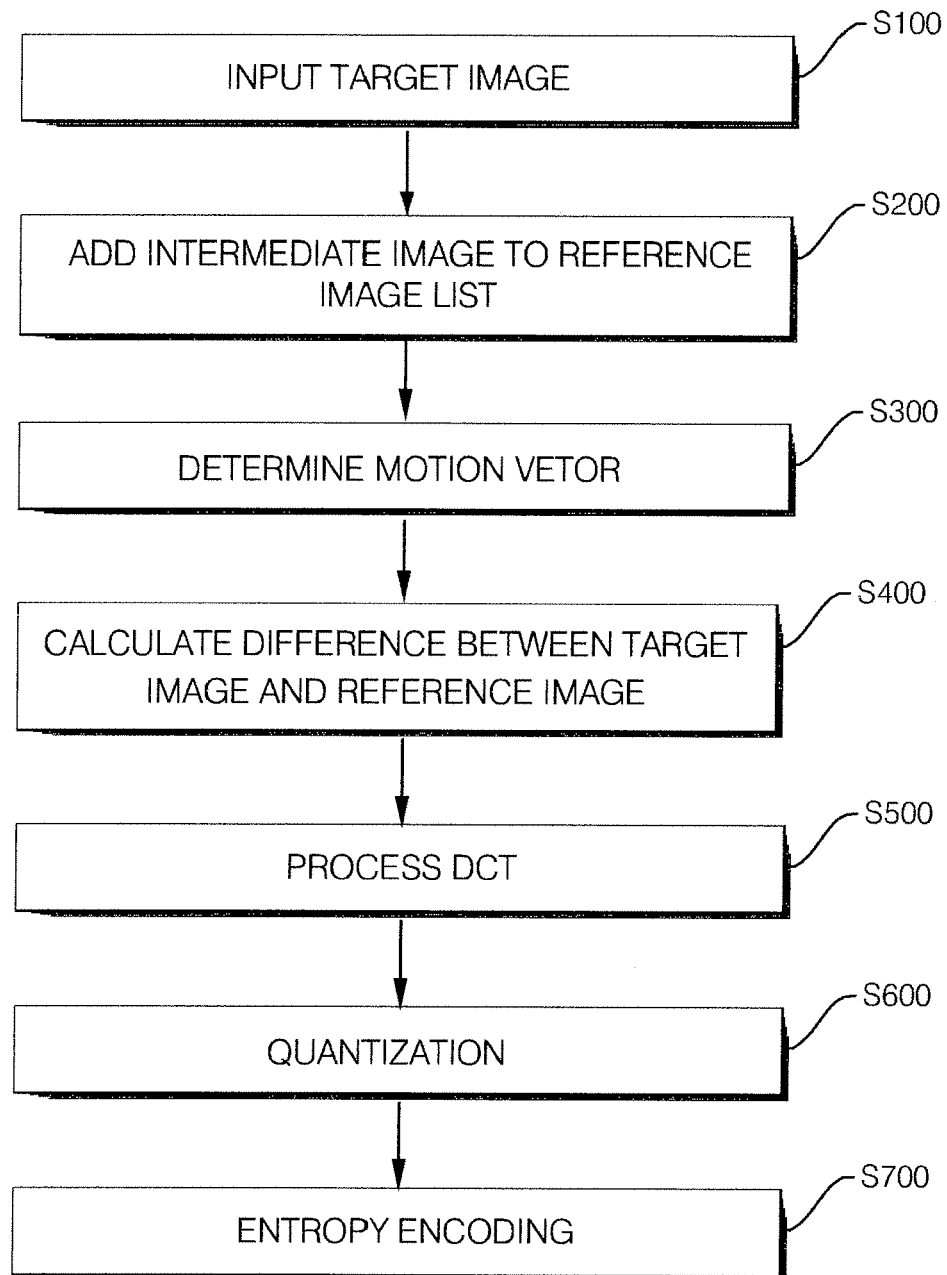 S100
INPUT TARGET IMAGE
S200
ADD INTERMEDIATE IMAGE TO REFERENCE
IMAGE LIST
S300
DETERMINE MOTION VETOR
S400
CALCULATE DIFFERENCE BETWEEN TARGET
IMAGE AND REFERENCE IMAGE
S500
PROCESS DCT
S600
QUANTIZATION
S700
ENTROPY ENCODING